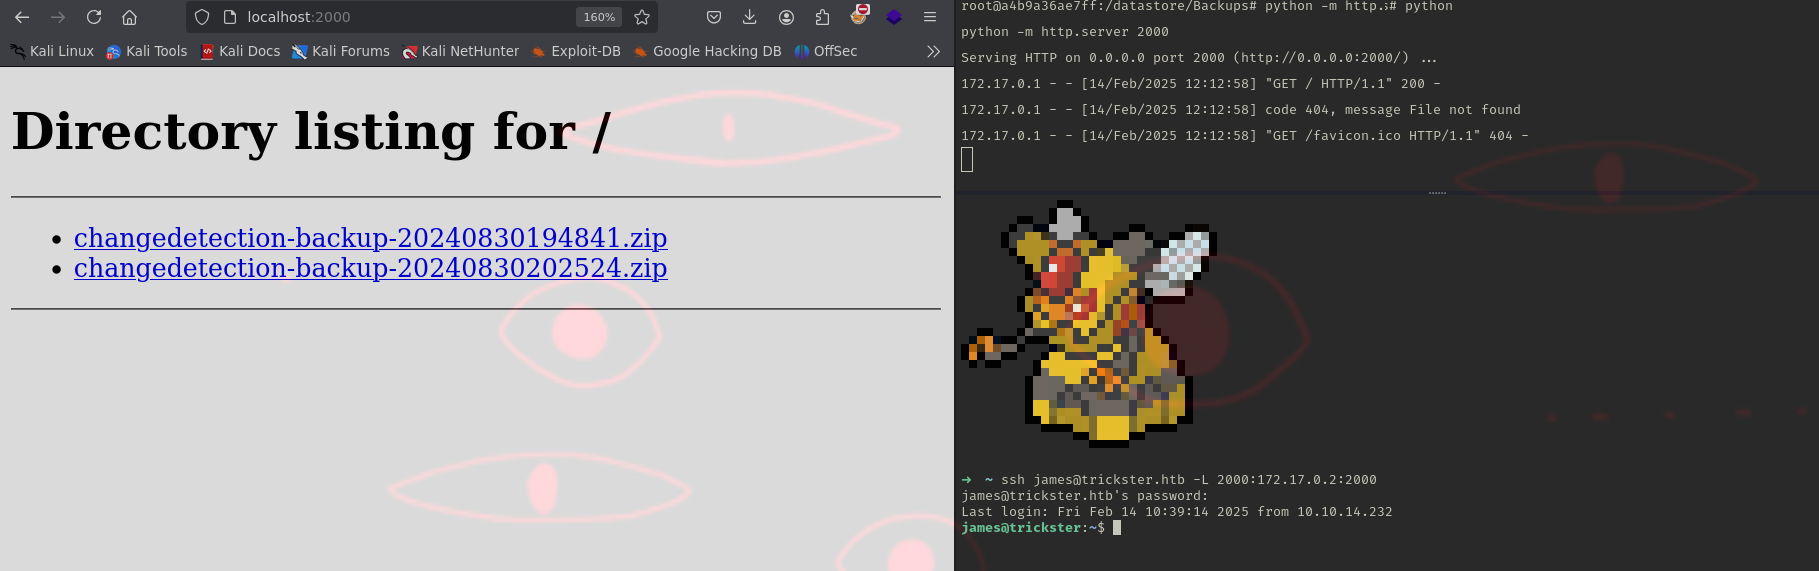 localhost:2000
160%
Kali Linux
Kali Tools
Kali Docs
Kali Forums
Kali NetHunter
Exploit-DB
Google Hacking DB
OffSec
Directory listing for /
changedetection-backup-20240830194841.zip
changedetection-backup-20240830202524.zip
root@a4b9a36ae7ff:/datastore/Backups# python -m http.s# python
python -m http.server 2000
Serving HTTP on 0.0.0.0 port 2000 (http://0.0.0.0:2000/) ...
172.17.0.1 - - [14/Feb/2025 12:12:58] "GET / HTTP/1.1" 200 -
172.17.0.1 - - [14/Feb/2025 12:12:58] code 404, message File not found
172.17.0.1 - - [14/Feb/2025 12:12:58] "GET /favicon.ico HTTP/1.1" 404 -
→ ~ ssh james@trickster.htb -L 2000:172.17.0.2:2000
james@trickster.htb's password:
Last login: Fri Feb 14 10:39:14 2025 from 10.10.14.232
james@trickster:~$